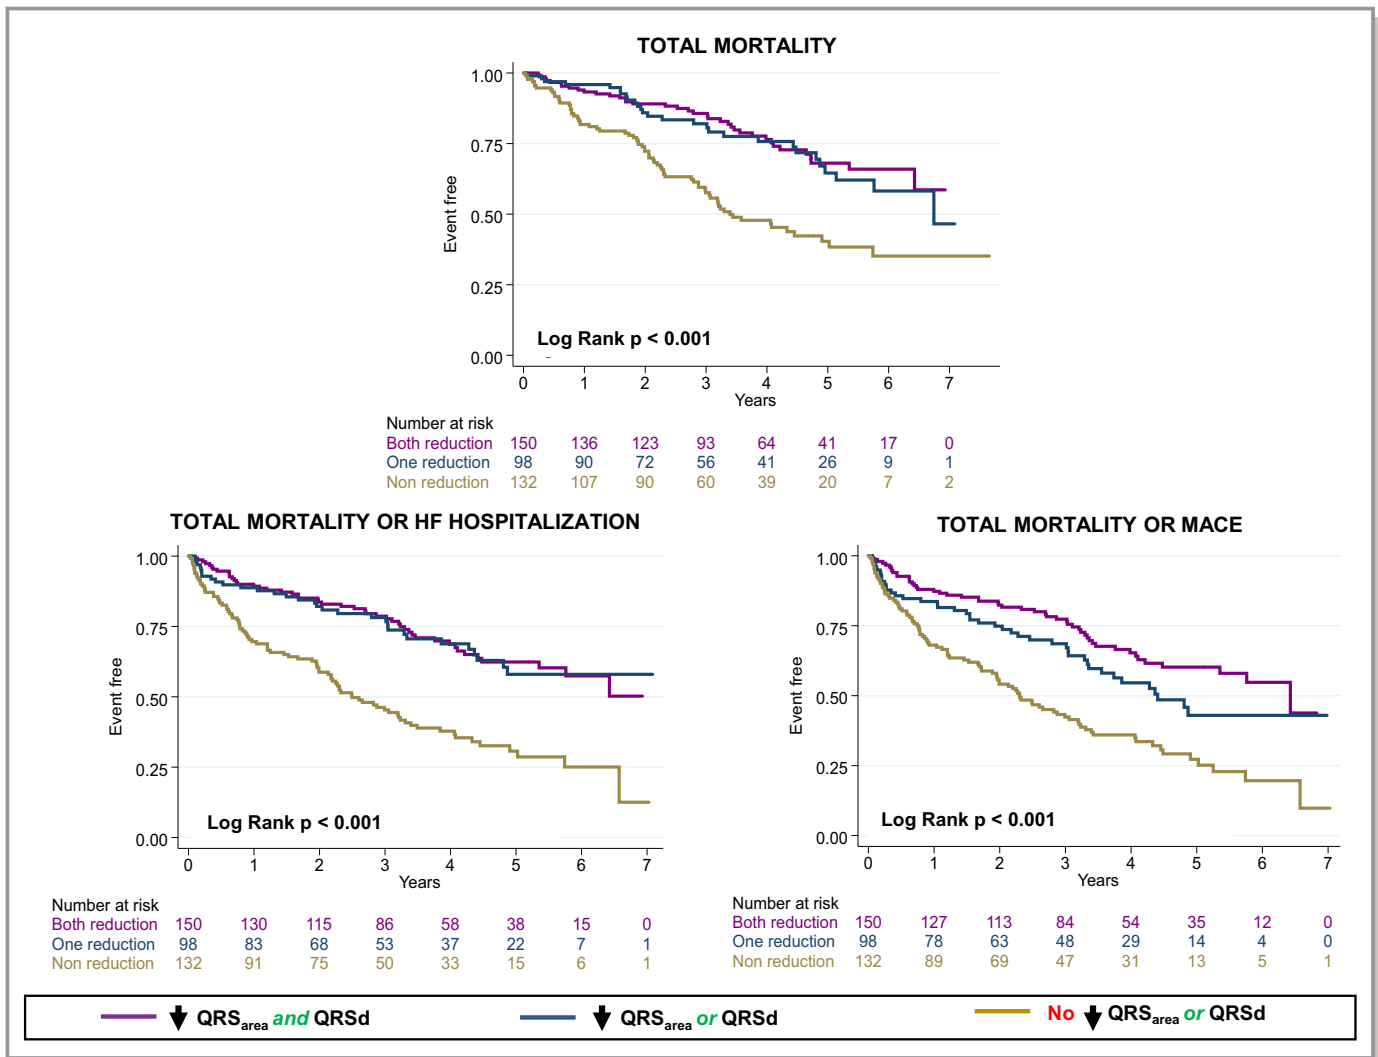 TOTAL MORTALITY
1.00
0.75
0.50
0.25
0.00
Event free
Log Rank p < 0.001
0 1 2 3 4 5 6 7
Years
Number at risk
Both reduction 150 136 123 93 64 41 17 0
One reduction 98 90 72 56 41 26 9 1
Non reduction 132 107 90 60 39 20 7 2
TOTAL MORTALITY OR HF HOSPITALIZATION
1.00
0.75
0.50
0.25
0.00
Event free
Log Rank p < 0.001
0 1 2 3 4 5 6 7
Years
Number at risk
Both reduction 150 130 115 86 58 38 15 0
One reduction 98 83 68 53 37 22 7 1
Non reduction 132 91 75 50 33 15 6 1
TOTAL MORTALITY OR MACE
1.00
0.75
0.50
0.25
0.00
Event free
Log Rank p < 0.001
0 1 2 3 4 5 6 7
Years
Number at risk
Both reduction 150 127 113 84 54 35 12 0
One reduction 98 78 63 48 29 14 4 0
Non reduction 132 89 69 47 31 13 5 1
QRSarea and QRSd
QRSarea or QRSd
No QRSarea or QRSd